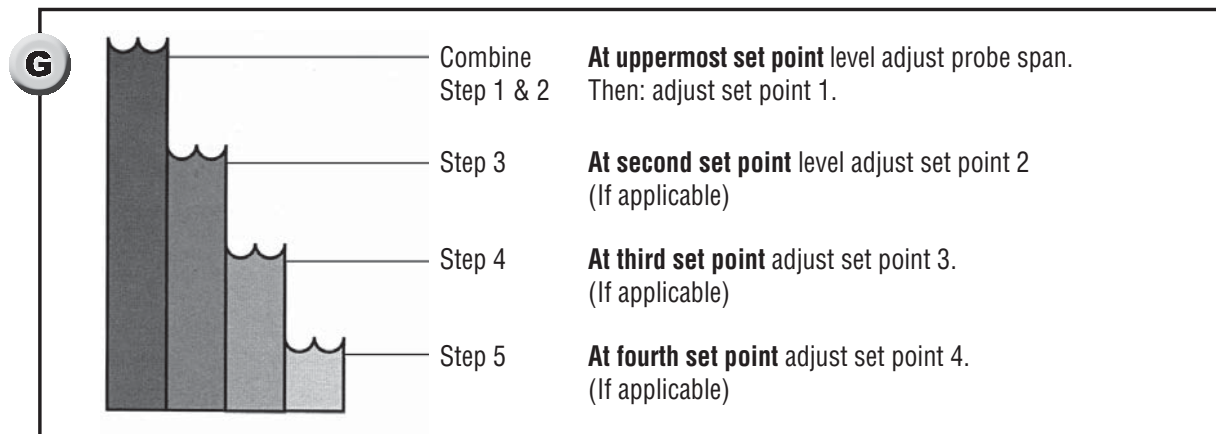 G
Combine At uppermost set point level adjust probe span.
Step 1 & 2 Then: adjust set point 1.
Step 3 At second set point level adjust set point 2
(If applicable)
Step 4 At third set point adjust set point 3.
(If applicable)
Step 5 At fourth set point adjust set point 4.
(If applicable)